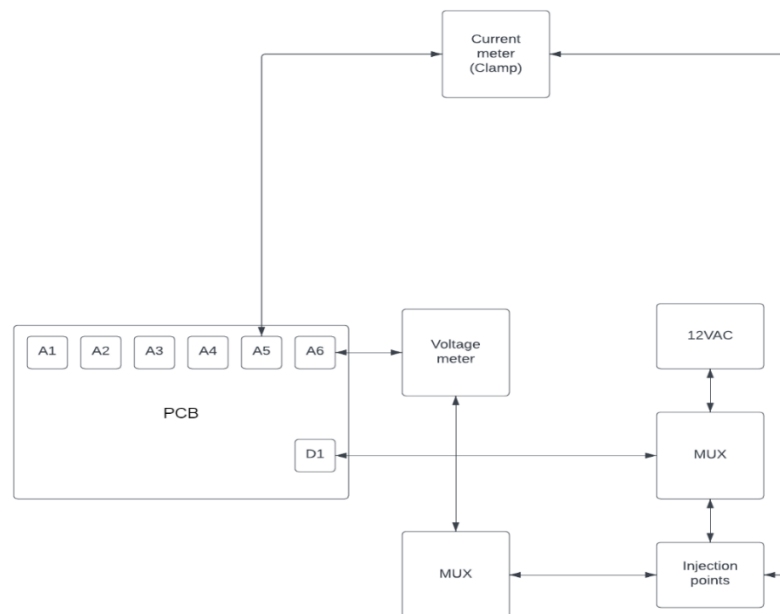 Current
meter
(Clamp)
A1 A2 A3 A4 A5 A6
Voltage
meter
12VAC
PCB
D1
MUX
MUX
Injection
points